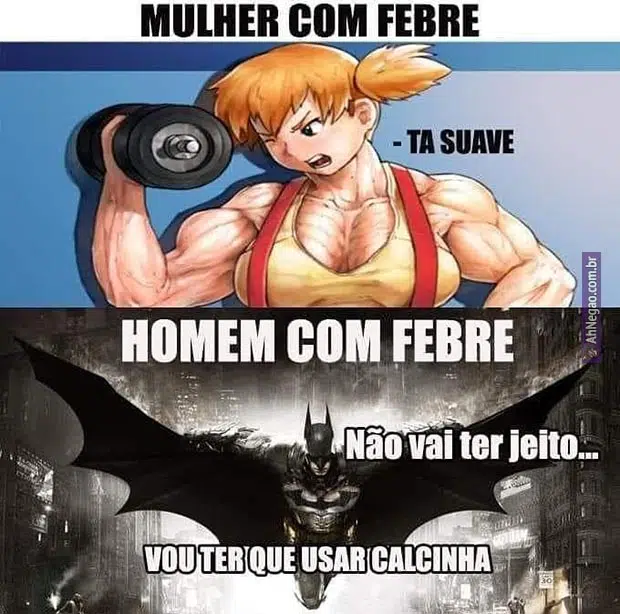 MULHER COM FEBRE
- TA SUAVE
AhNegao.com.br
HOMEM COM FEBRE
Não vai ter jeito...
VOU TER QUE USAR CALCINHA